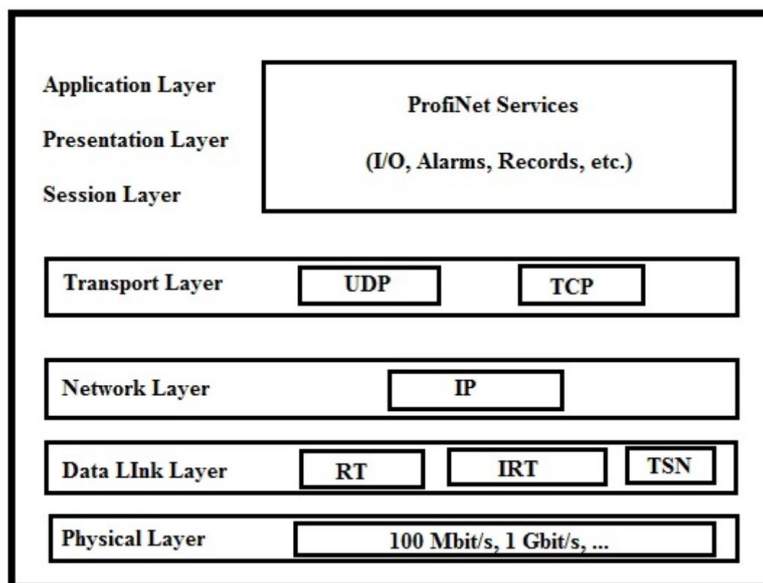 Application Layer
Presentation Layer
Session Layer
ProfiNet Services
(I/O, Alarms, Records, etc.)
Transport Layer UDP TCP
Network Layer IP
Data LInk Layer RT IRT TSN
Physical Layer 100 Mbit/s, 1 Gbit/s, ...